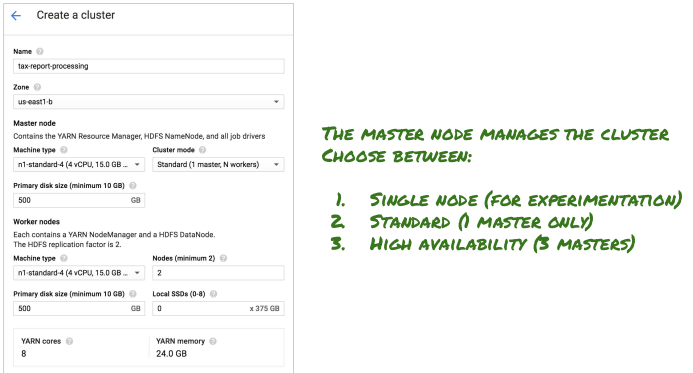 Create a cluster
Name
tax-report-processing
Zone
us-east1-b
Master node
Contains the YARN Resource Manager, HDFS NameNode, and all job drivers
Machine type Cluster mode
n1-standard-4 (4 vCPU, 15.0 GB ... Standard (1 master, N workers)
Primary disk size (minimum 10 GB)
500 GB
Worker nodes
Each contains a YARN NodeManager and a HDFS DataNode.
The HDFS replication factor is 2.
Machine type Nodes (minimum 2)
n1-standard-4 (4 vCPU, 15.0 GB ... 2
Primary disk size (minimum 10 GB) Local SSDs (0-8)
500 GB 0 x 375 GB
YARN cores YARN memory
8 24.0 GB
The master node manages the cluster
Choose between:
1. Single node (for experimentation)
2. Standard (1 master only)
3. High availability (3 masters)